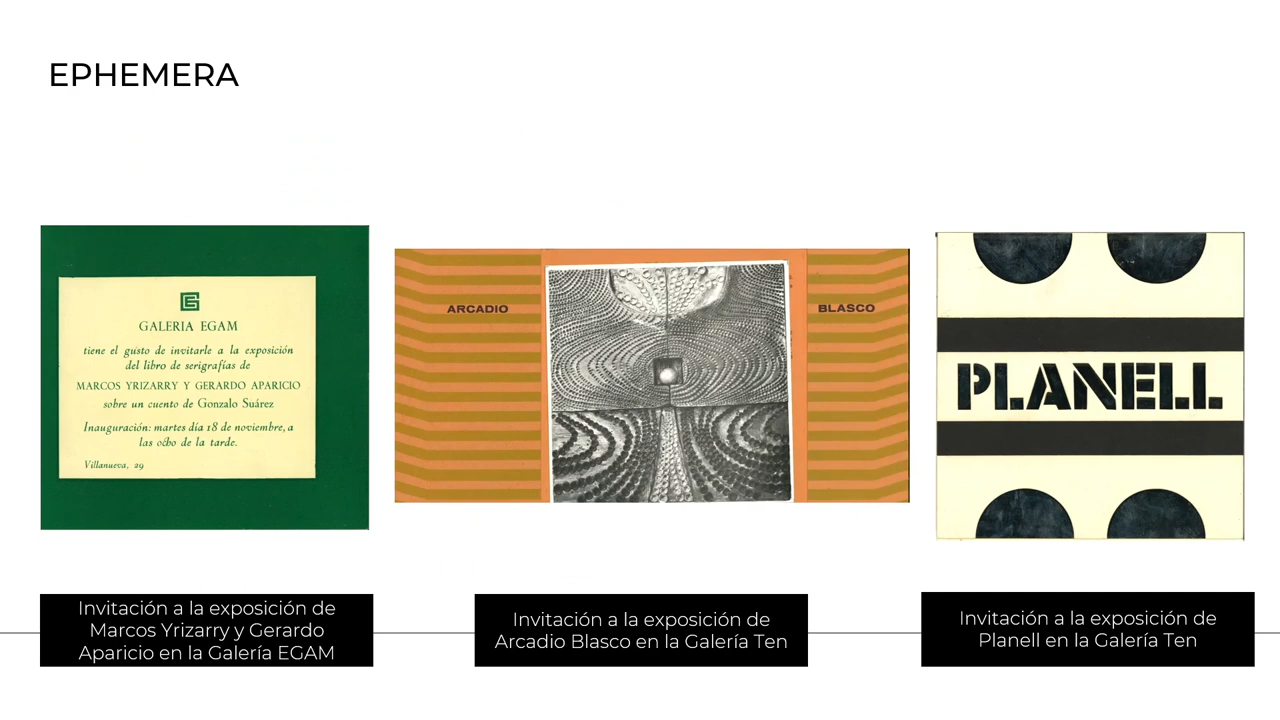 EPHEMERA
GALERIA EGAM
tiene el gusto de invitarle a la exposición
del libro de serigrafías de
MARCOS YRIZARRY Y GERARDO APARICIO
sobre un cuento de Gonzalo Suárez
Inauguración: martes día 18 de noviembre, a
las ocho de la tarde.
Villanueva, 29
ARCADIO
BLASCO
PLANELL
Invitación a la exposición de
Marcos Yrizarry y Gerardo
Aparicio en la Galería EGAM
Invitación a la exposición de
Arcadio Blasco en la Galería Ten
Invitación a la exposición de
Planell en la Galería Ten